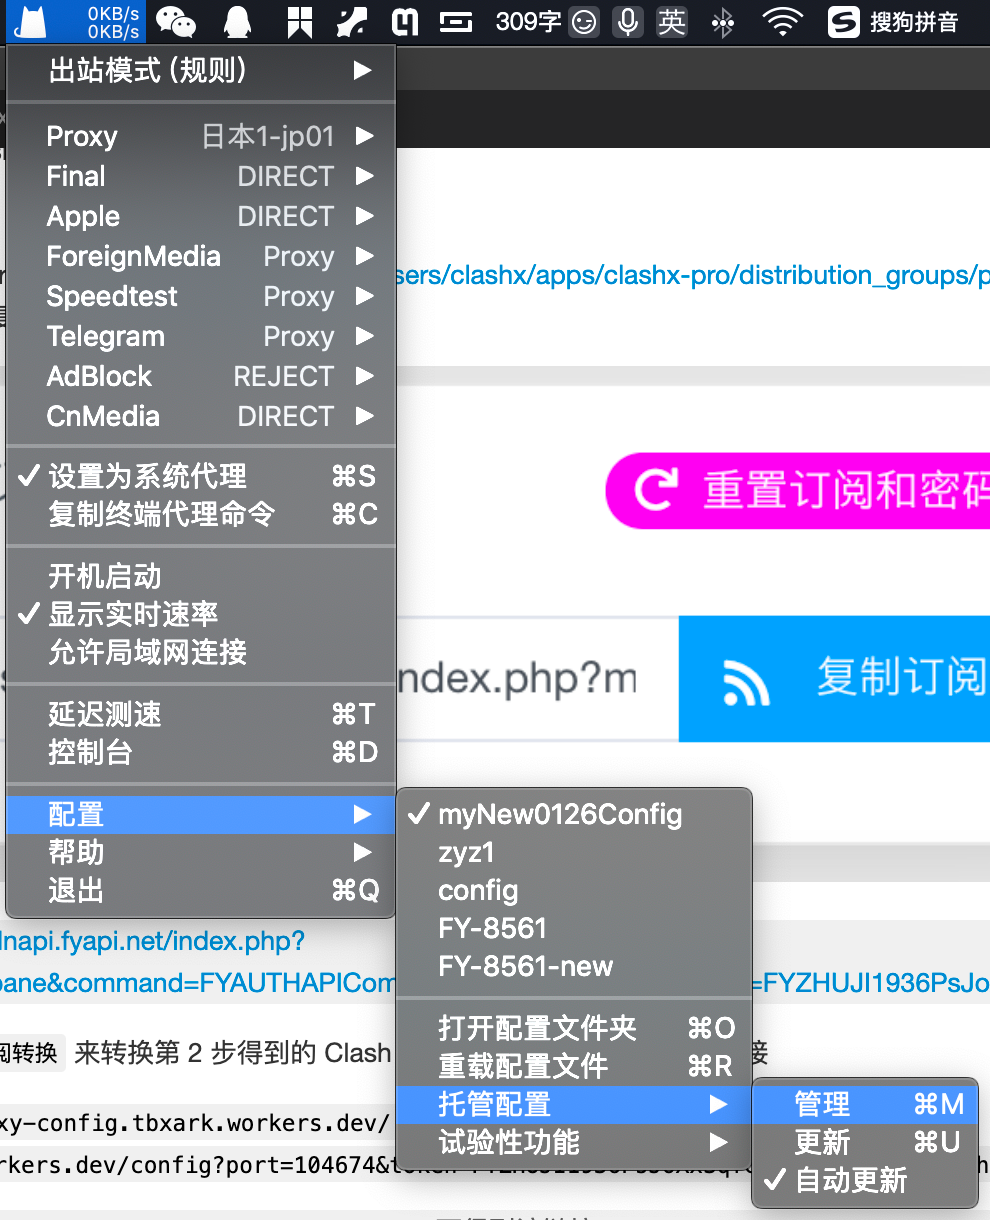 0KB/s
0KB/s
309字
英
搜狗拼音
出站模式 (规则)
Proxy 日本1-jp01
Final DIRECT
Apple DIRECT
ForeignMedia Proxy
sers/clashx/apps/clashx-pro/distribution_groups/p
Speedtest Proxy
Telegram Proxy
AdBlock REJECT
CnMedia DIRECT
设置为系统代理 ⌘S
重置订阅和密码
复制终端代理命令 ⌘C
开机启动
显示实时速率
允许局域网连接
ndex.php?m
复制订阅
延迟测速 ⌘T
控制台 ⌘D
配置
帮助
退出 ⌘Q
myNew0126Config
zyz1
config
FY-8561
FY-8561-new
lnapi.fyapi.net/index.php?
pane&command=FYAUTHAPICom
=FYZHUJI1936PsJo
打开配置文件夹 ⌘O
重载配置文件 ⌘R
托管配置
试验性功能
阅转换 来转换第 2 步得到的 Clash
接
管理 ⌘M
更新 ⌘U
自动更新
xy-config.tbxark.workers.dev/
rkers.dev/config?port=104674&